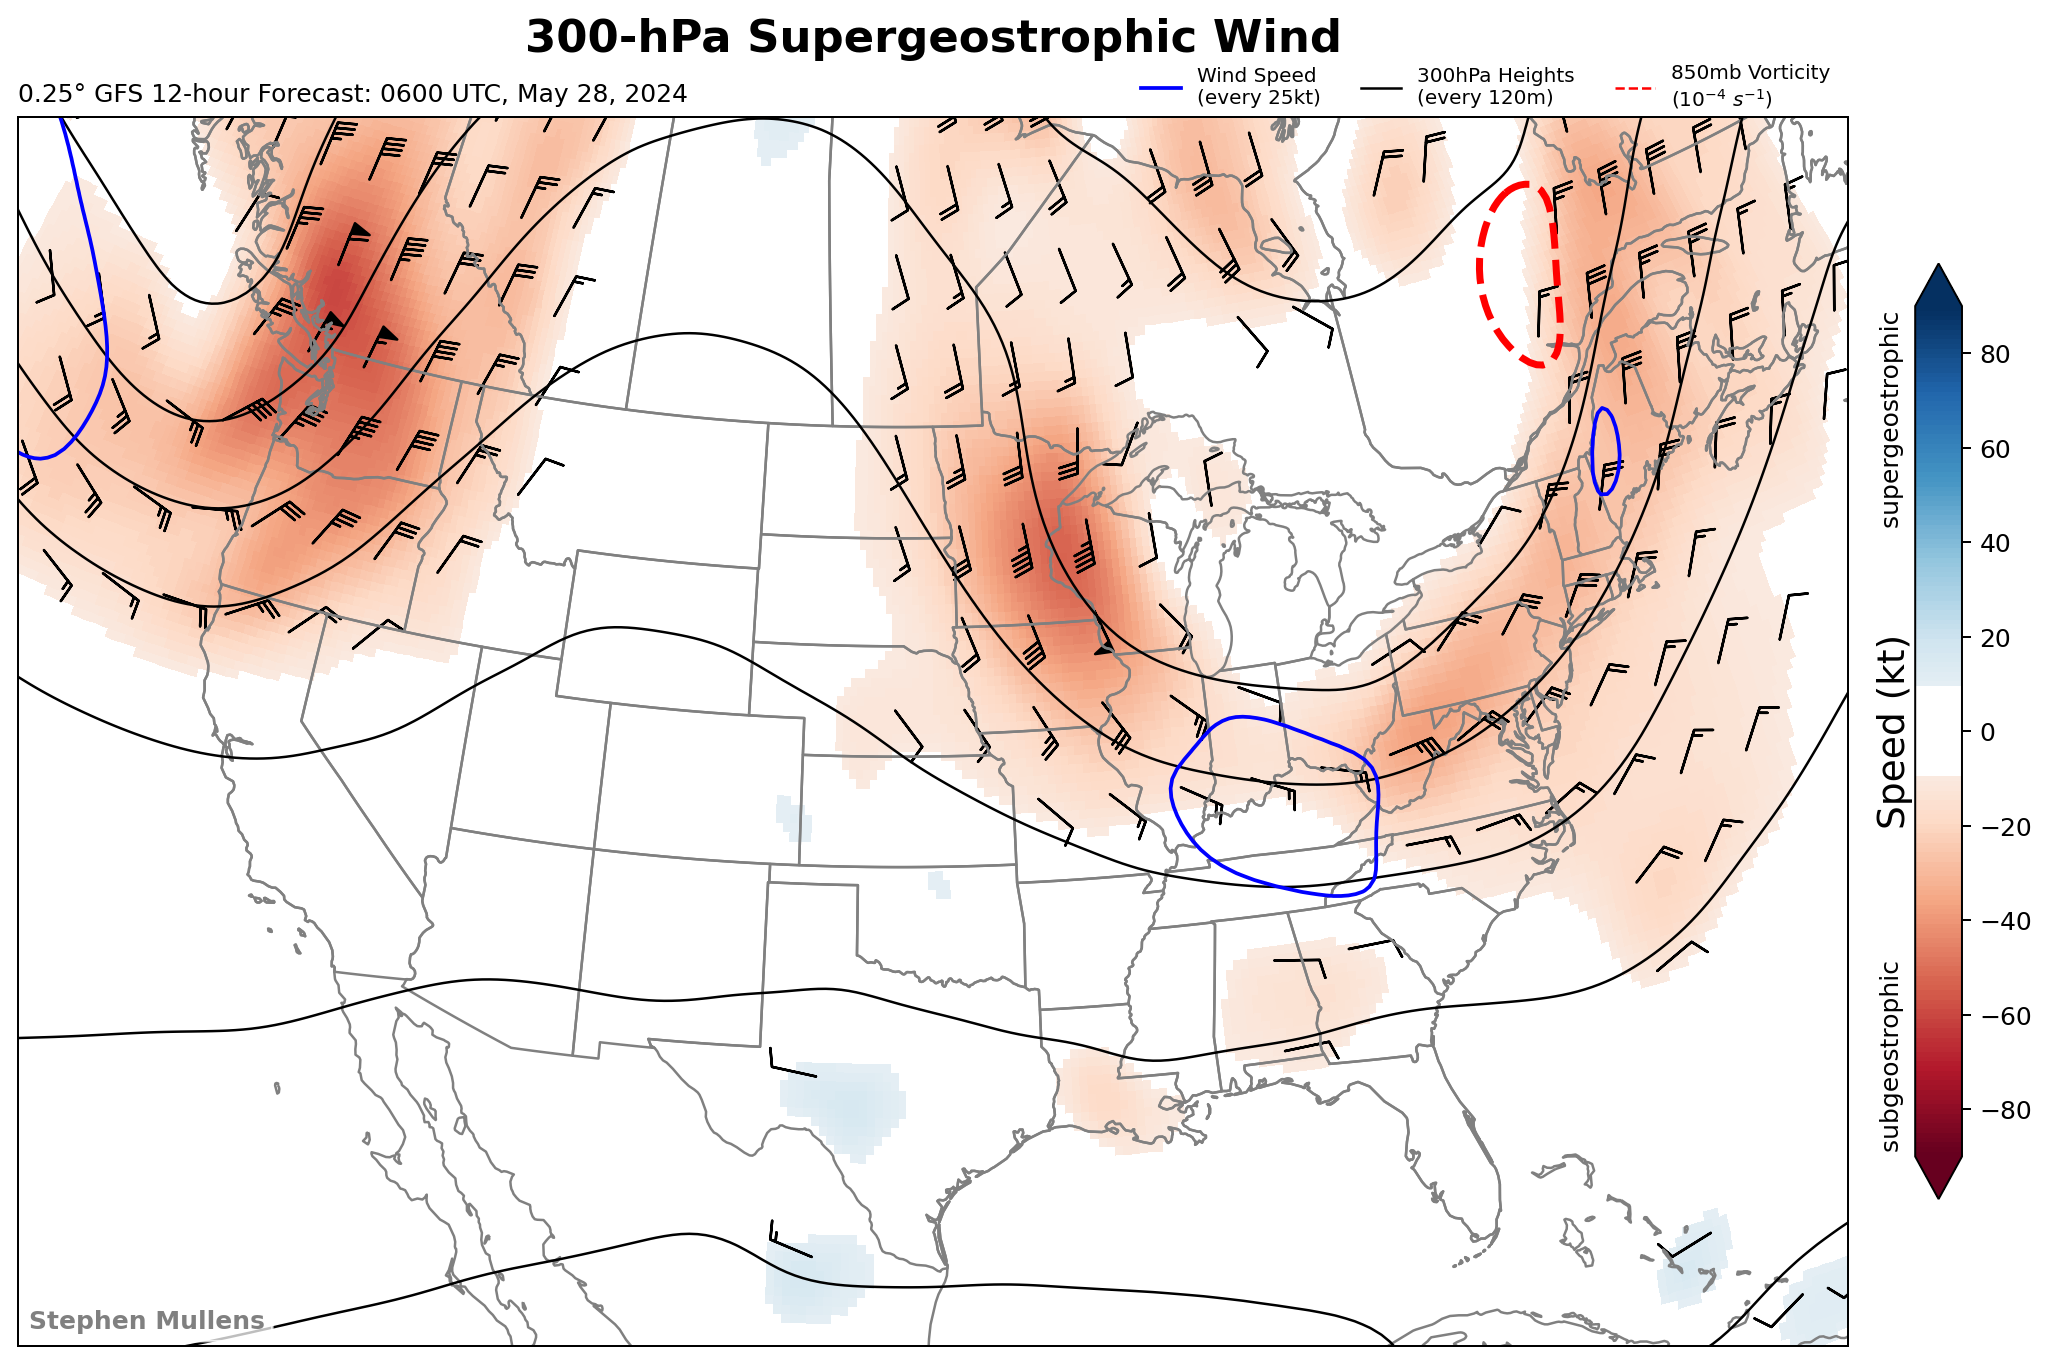 300-hPa Supergeostrophic Wind
0.25° GFS 12-hour Forecast: 0600 UTC, May 28, 2024
Wind Speed
(every 25kt)
300hPa Heights
(every 120m)
850mb Vorticity
(10⁻⁴ s⁻¹)
supergeostrophic
Speed (kt)
subgeostrophic
80
60
40
20
0
−20
−40
−60
−80
Stephen Mullens